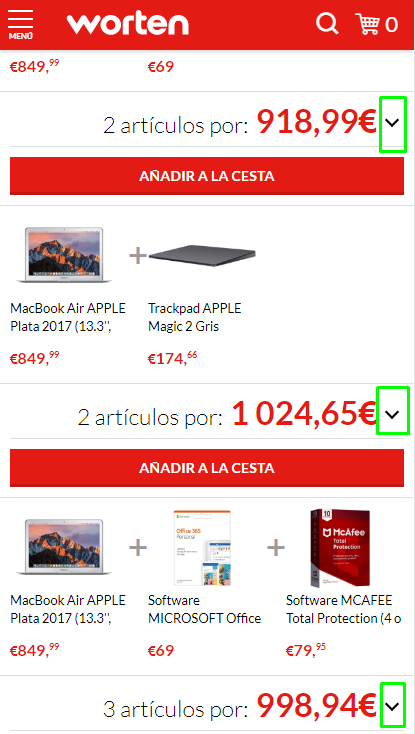 MENÚ
worten
0
€849,⁹⁹ €69
2 artículos por: 918,99€
AÑADIR A LA CESTA
MacBook Air APPLE
Plata 2017 (13.3'',
€849,⁹⁹
Trackpad APPLE
Magic 2 Gris
€174,⁶⁶
2 artículos por: 1 024,65€
AÑADIR A LA CESTA
Office 365
Personal
10
McAfee
Total
Protection
MacBook Air APPLE
Plata 2017 (13.3'',
€849,⁹⁹
Software
MICROSOFT Office
€69
Software MCAFEE
Total Protection (4 o
€79,⁹⁵
3 artículos por: 998,94€